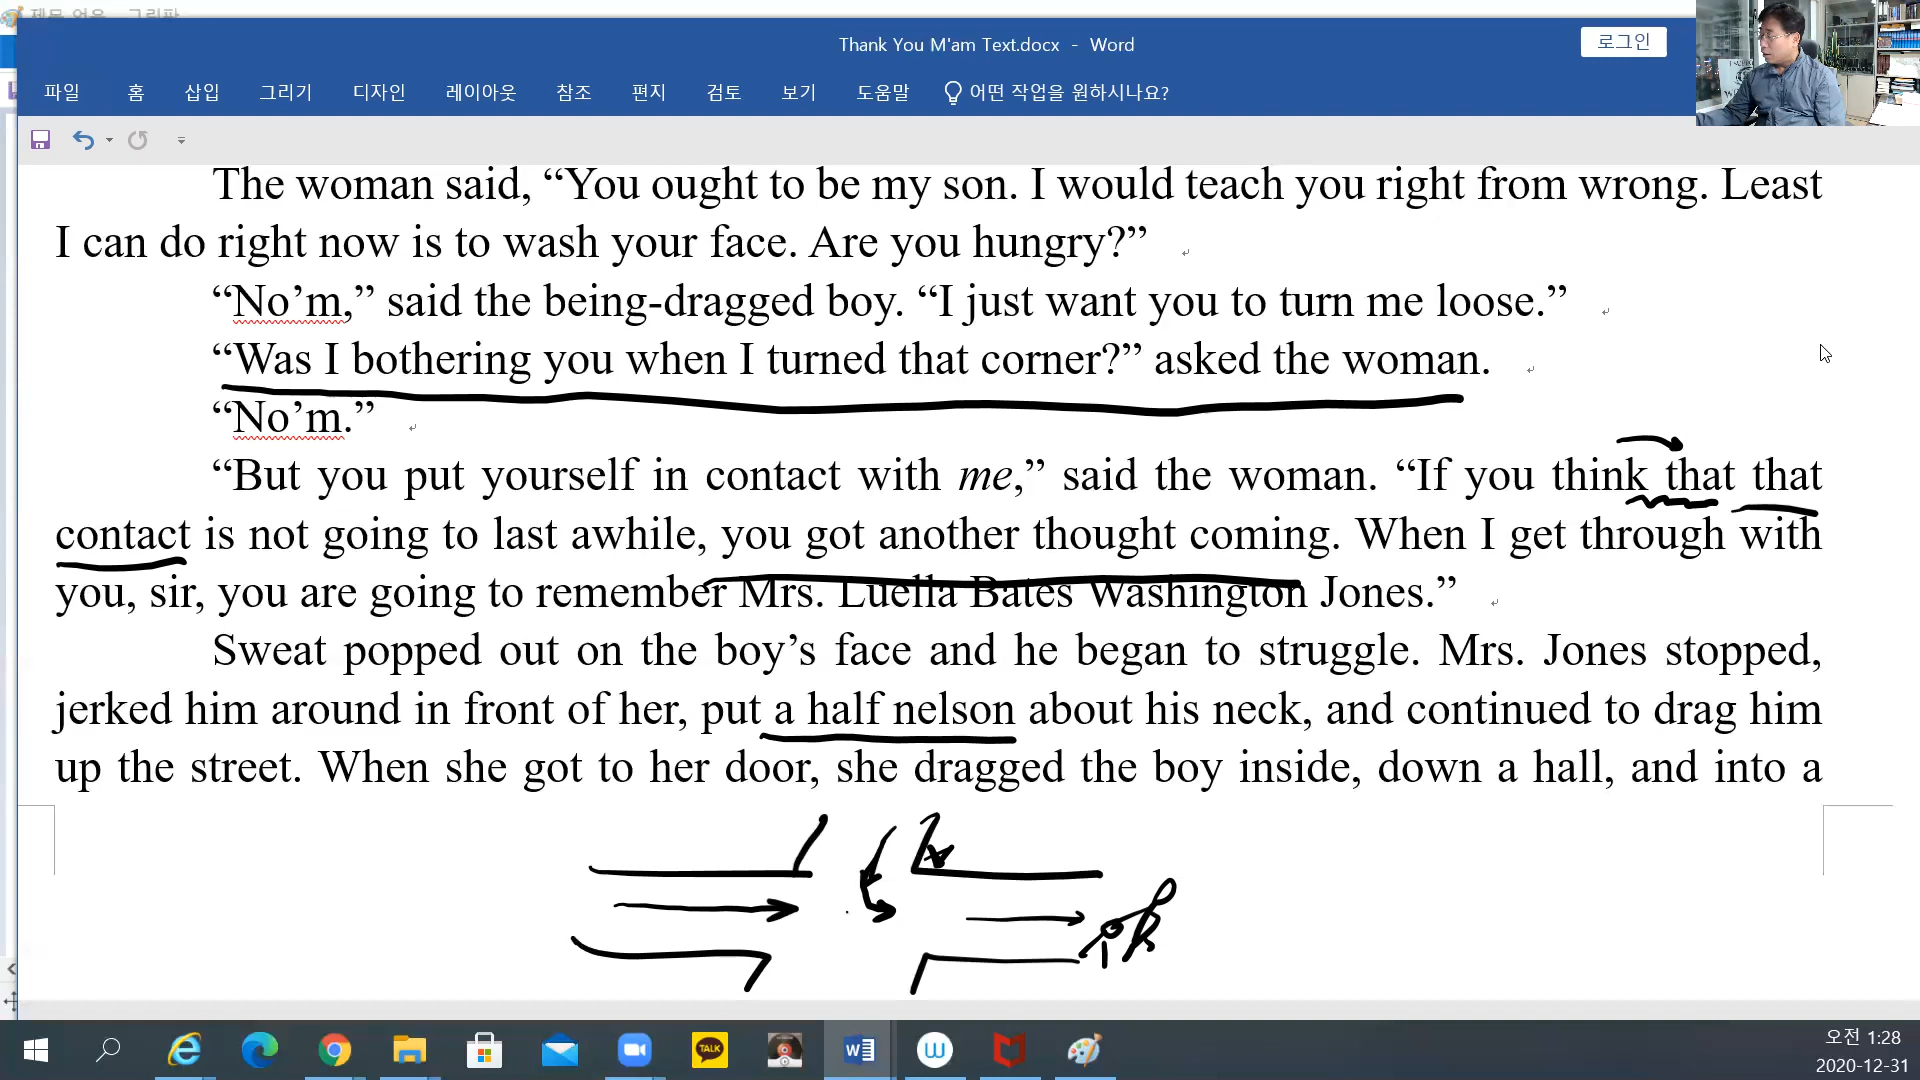 제목 없음 - 그림판
Thank You M'am Text.docx - Word
로그인
파일 홈 삽입 그리기 디자인 레이아웃 참조 편지 검토 보기 도움말 어떤 작업을 원하시나요?
The woman said, “You ought to be my son. I would teach you right from wrong. Least
I can do right now is to wash your face. Are you hungry?”
“No’m,” said the being-dragged boy. “I just want you to turn me loose.”
“Was I bothering you when I turned that corner?” asked the woman.
“No’m.”
“But you put yourself in contact with me,” said the woman. “If you think that that
contact is not going to last awhile, you got another thought coming. When I get through with
you, sir, you are going to remember Mrs. Luella Bates Washington Jones.”
Sweat popped out on the boy’s face and he began to struggle. Mrs. Jones stopped,
jerked him around in front of her, put a half nelson about his neck, and continued to drag him
up the street. When she got to her door, she dragged the boy inside, down a hall, and into a
TALK
오전 1:28
2020-12-31